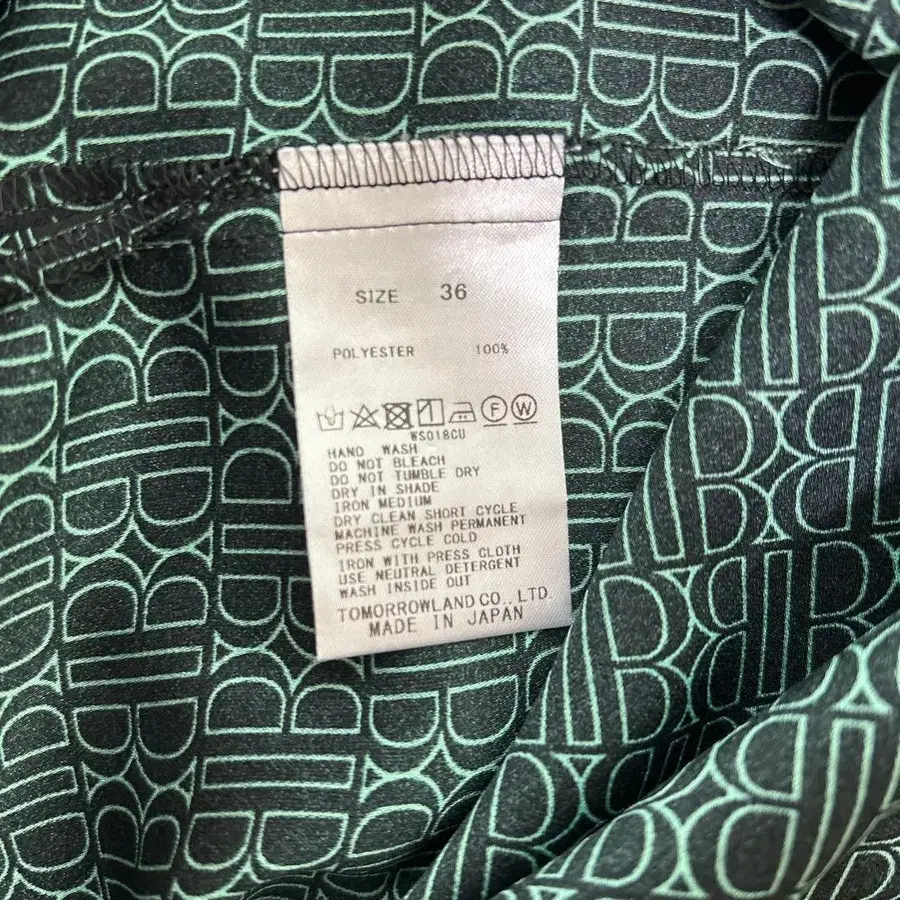 SIZE 36
POLYESTER 100%
F W
WS018CU
HAND WASH
DO NOT BLEACH
DO NOT TUMBLE DRY
DRY IN SHADE
IRON MEDIUM
DRY CLEAN SHORT CYCLE
MACHINE WASH PERMANENT
PRESS CYCLE COLD
IRON WITH PRESS CLOTH
USE NEUTRAL DETERGENT
WASH INSIDE OUT
TOMORROWLAND CO., LTD.
MADE IN JAPAN